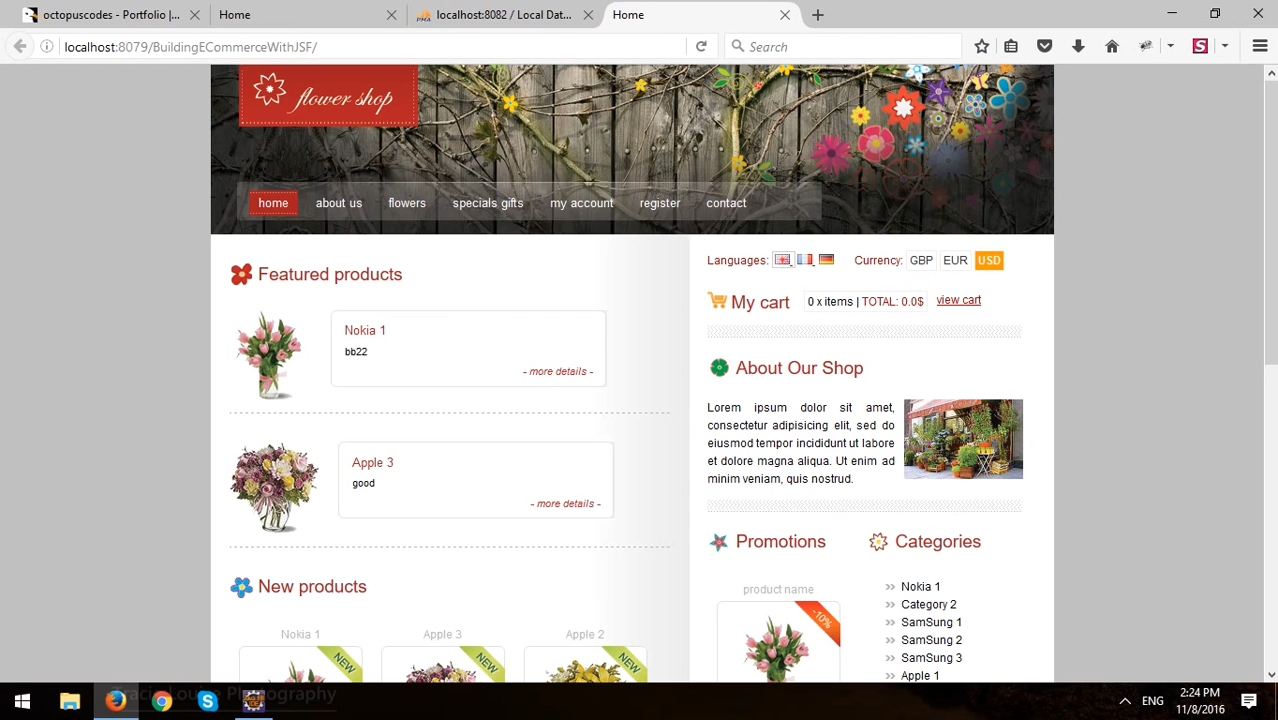 octopuscodes - Portfolio |...
Home
localhost:8082 / Local Dat...
Home
localhost:8079/BuildingECommerceWithJSF/
Search
flower shop
home
about us
flowers
specials gifts
my account
register
contact
Featured products
Nokia 1
bb22
- more details -
Apple 3
good
- more details -
New products
Nokia 1
Apple 3
Apple 2
NEW
NEW
NEW
Languages:
Currency: GBP EUR USD
My cart
0 x items | TOTAL: 0.0$
view cart
About Our Shop
Lorem ipsum dolor sit amet,
consectetur adipisicing elit, sed do
eiusmod tempor incididunt ut labore
et dolore magna aliqua. Ut enim ad
minim veniam, quis nostrud.
Promotions
product name
-10%
Categories
Nokia 1
Category 2
SamSung 1
SamSung 2
SamSung 3
Apple 1
Tracie Louise Photography
ENG
2:24 PM
11/8/2016